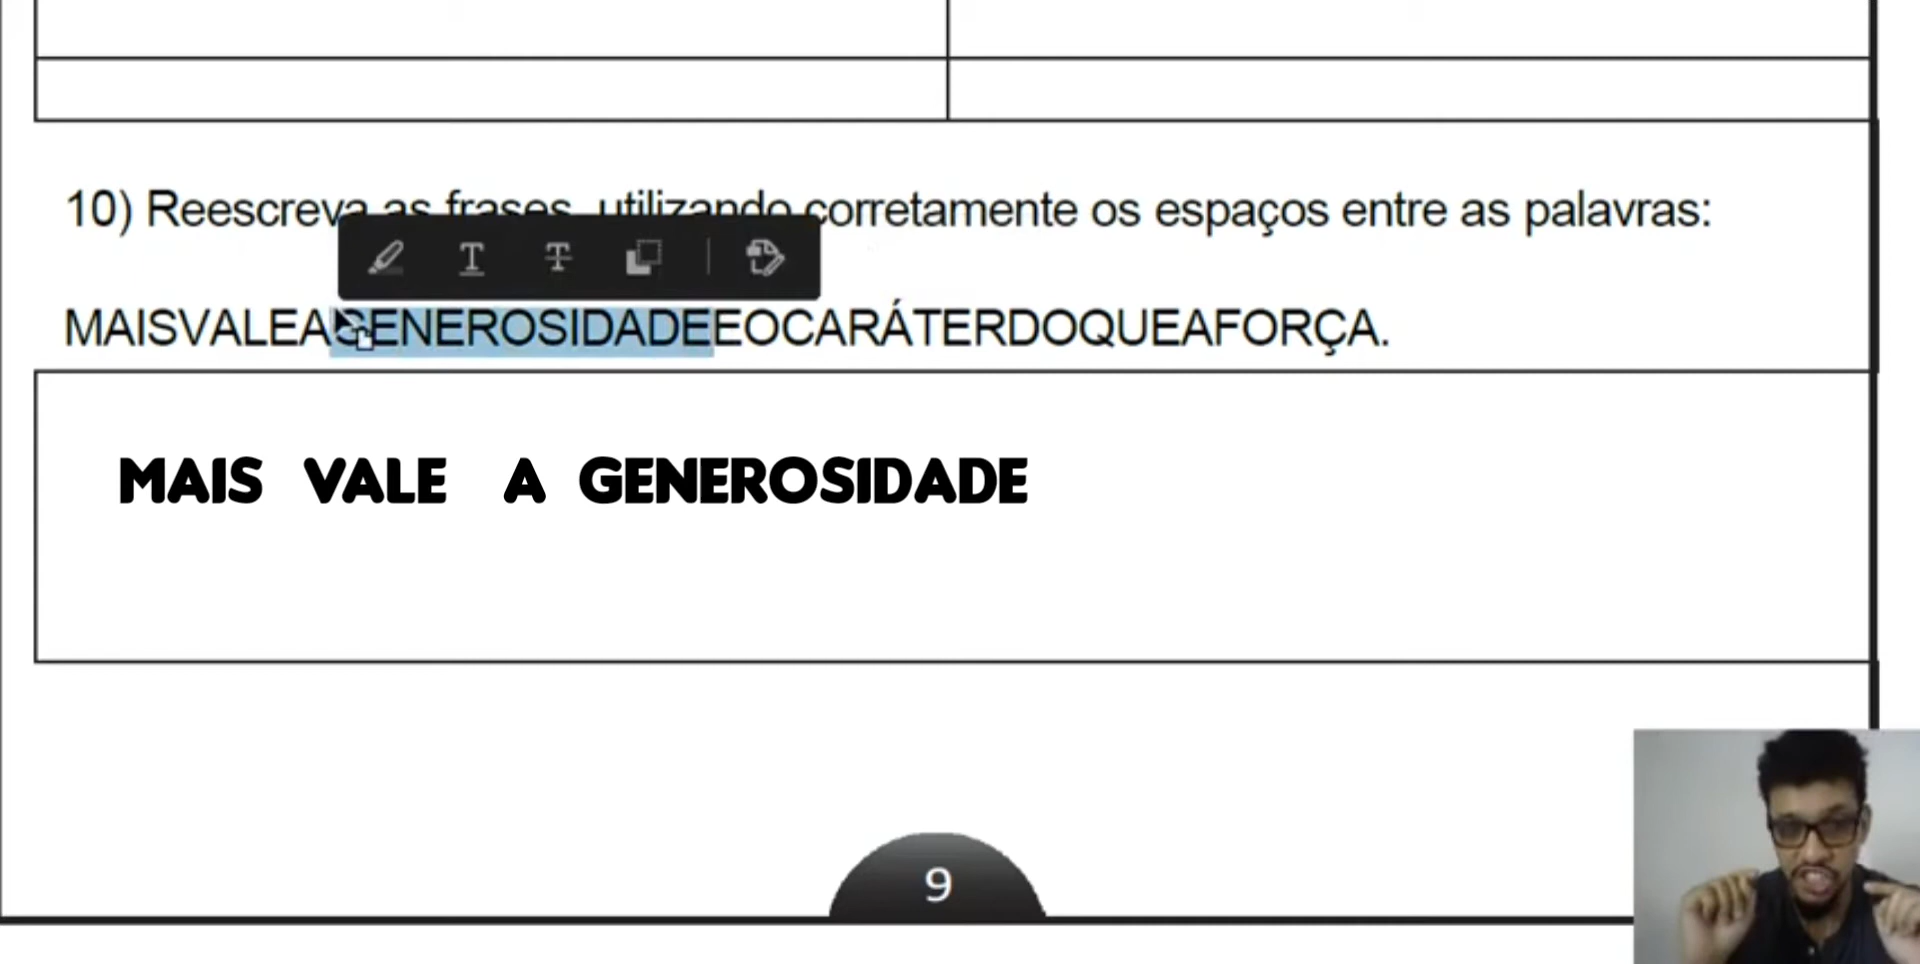 10) Reescreva as frases, utilizando corretamente os espaços entre as palavras:
MAISVALEAGENEROSIDADEEOCARÁTERDOQUEAFORÇA.
MAIS VALE A GENEROSIDADE
9